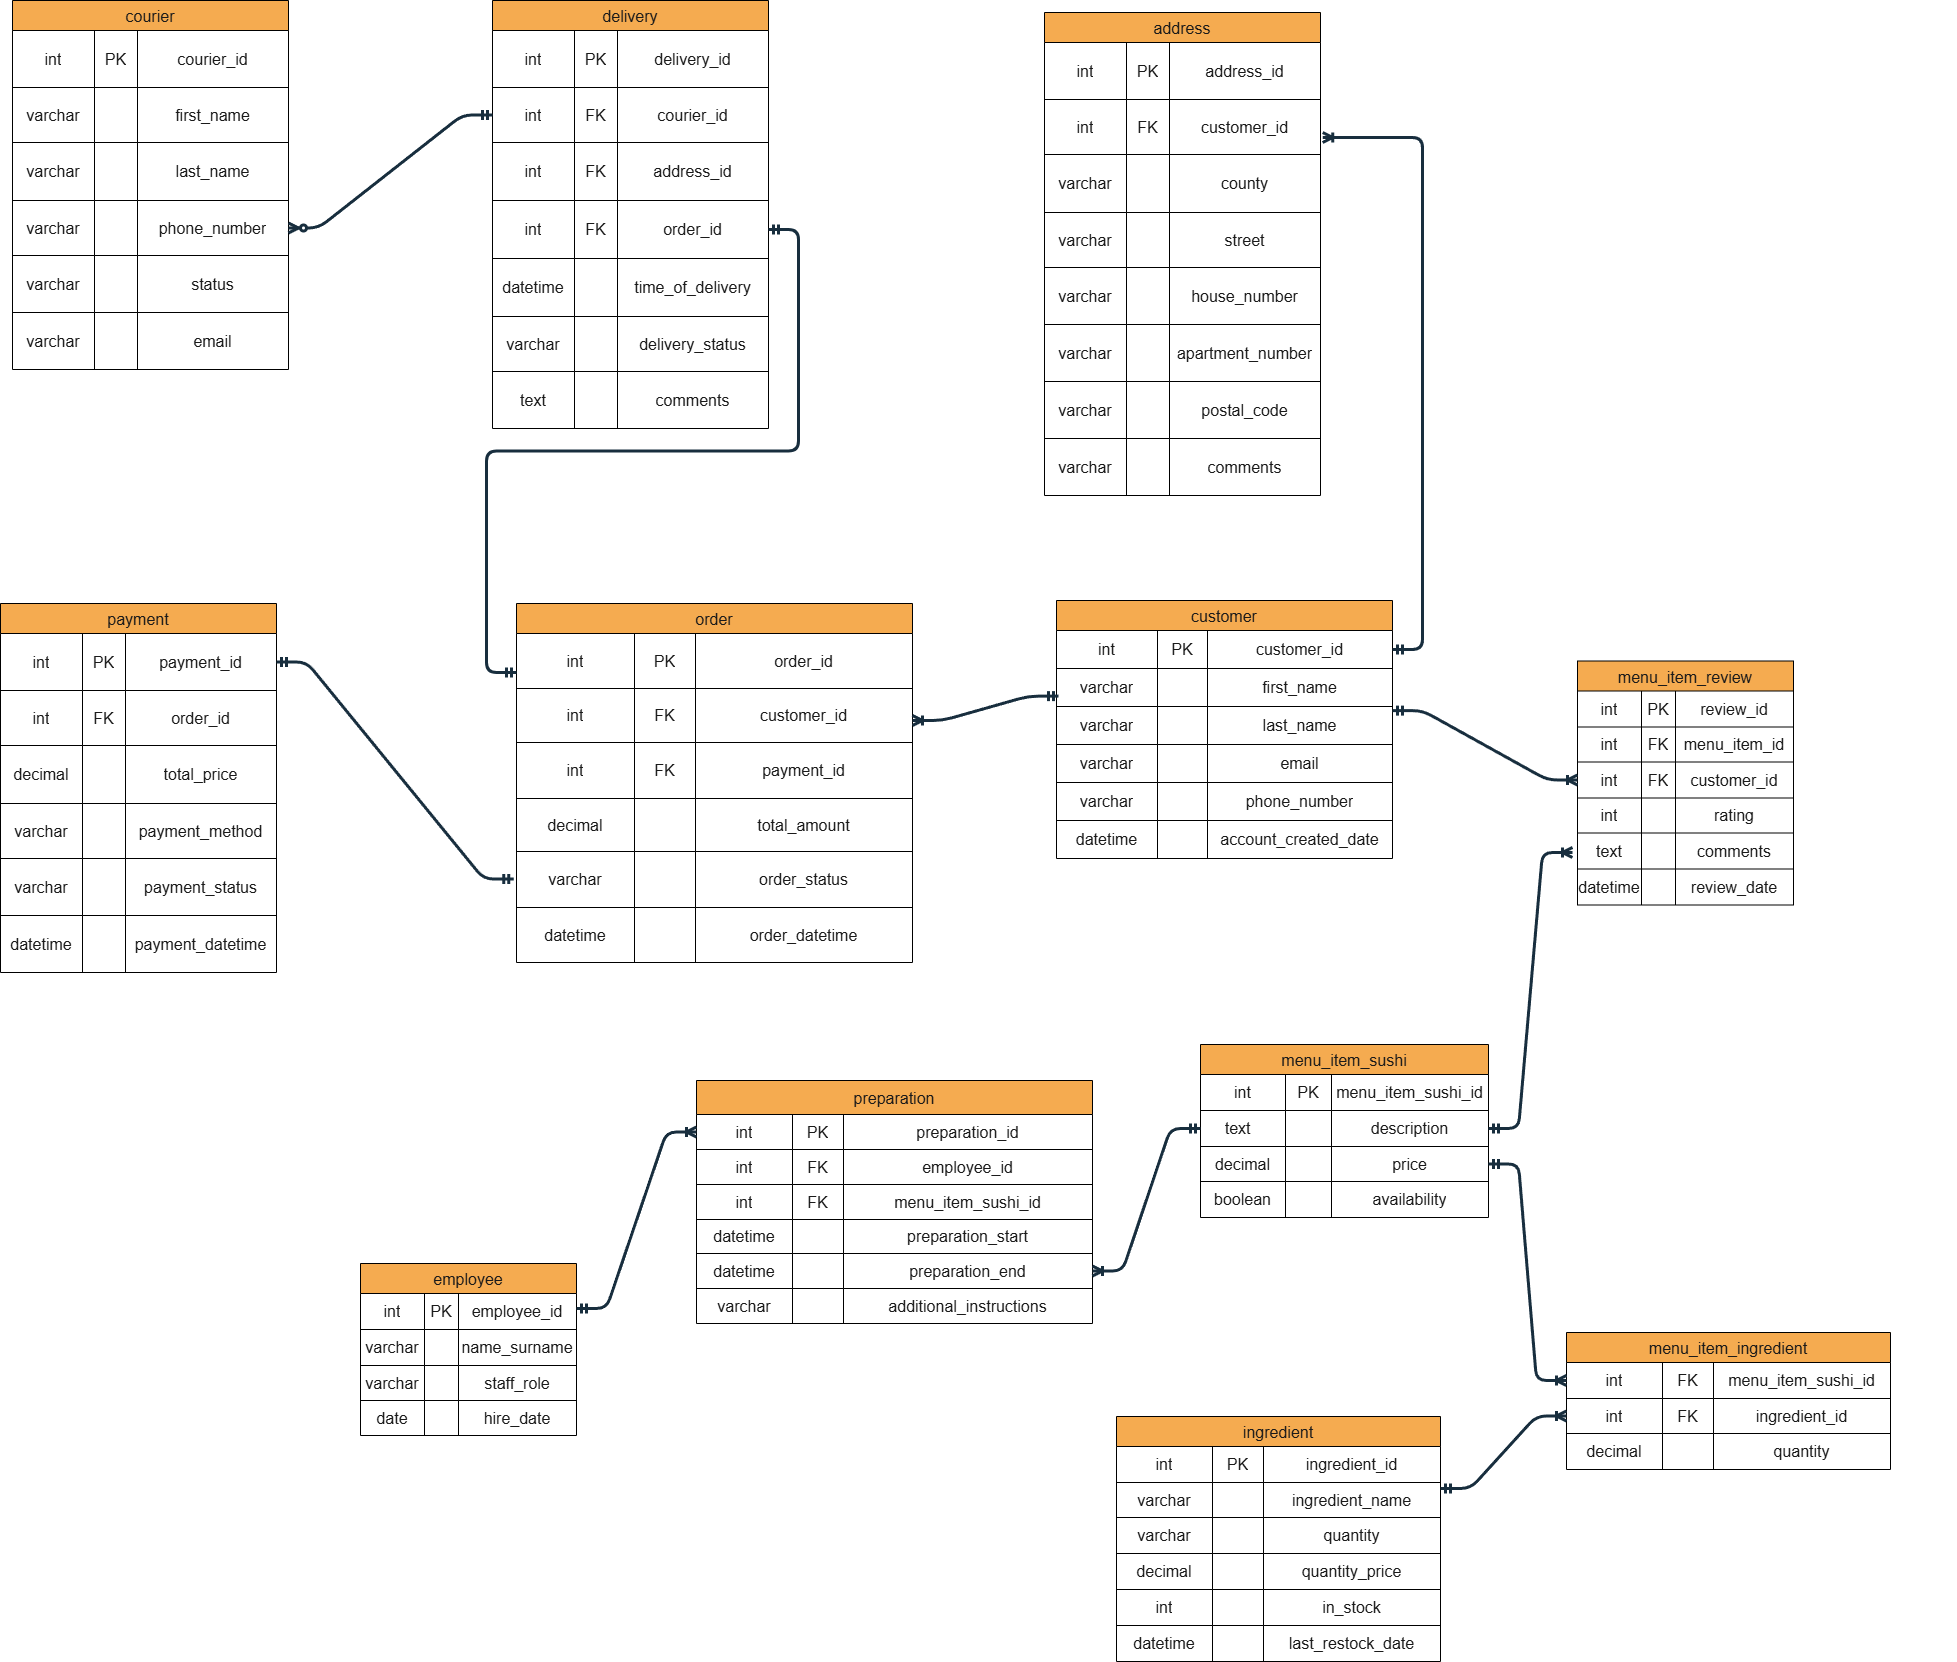 courier
int PK courier_id
varchar first_name
varchar last_name
varchar phone_number
varchar status
varchar email
delivery
int PK delivery_id
int FK courier_id
int FK address_id
int FK order_id
datetime time_of_delivery
varchar delivery_status
text comments
address
int PK address_id
int FK customer_id
varchar county
varchar street
varchar house_number
varchar apartment_number
varchar postal_code
varchar comments
payment
int PK payment_id
int FK order_id
decimal total_price
varchar payment_method
varchar payment_status
datetime payment_datetime
order
int PK order_id
int FK customer_id
int FK payment_id
decimal total_amount
varchar order_status
datetime order_datetime
customer
int PK customer_id
varchar first_name
varchar last_name
varchar email
varchar phone_number
datetime account_created_date
menu_item_review
int PK review_id
int FK menu_item_id
int FK customer_id
int rating
text comments
datetime review_date
preparation
int PK preparation_id
int FK employee_id
int FK menu_item_sushi_id
datetime preparation_start
datetime preparation_end
varchar additional_instructions
menu_item_sushi
int PK menu_item_sushi_id
text description
decimal price
boolean availability
employee
int PK employee_id
varchar name_surname
varchar staff_role
date hire_date
menu_item_ingredient
int FK menu_item_sushi_id
int FK ingredient_id
decimal quantity
ingredient
int PK ingredient_id
varchar ingredient_name
varchar quantity
decimal quantity_price
int in_stock
datetime last_restock_date